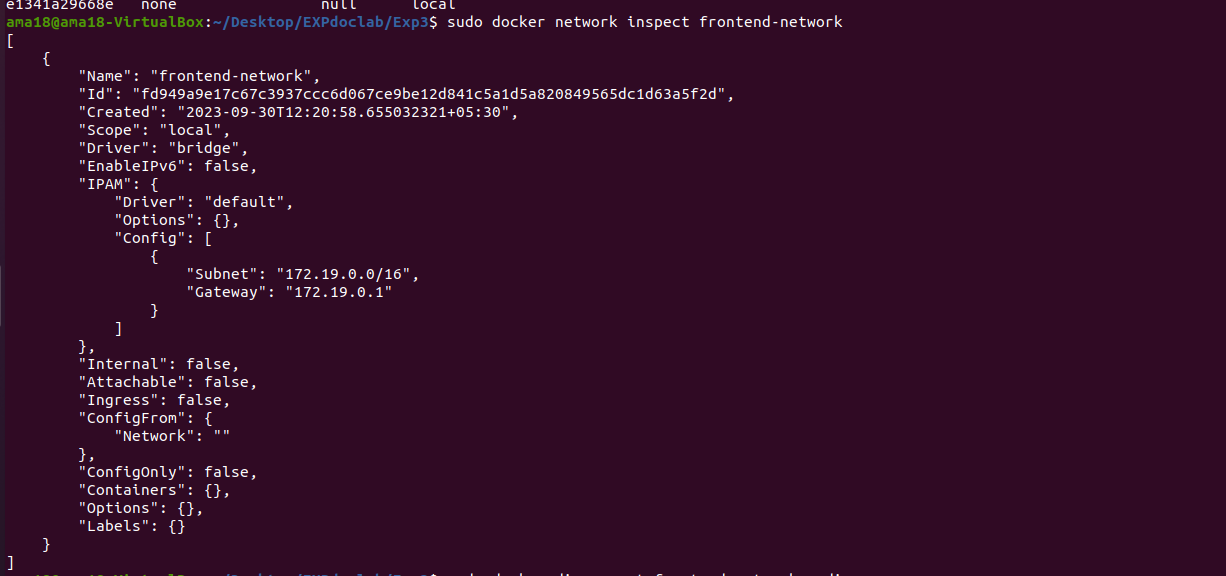 e1341a29668e   none                null      local
ama18@ama18-VirtualBox:~/Desktop/EXPdoclab/Exp3$ sudo docker network inspect frontend-network
[
    {
        "Name": "frontend-network",
        "Id": "fd949a9e17c67c3937ccc6d067ce9be12d841c5a1d5a820849565dc1d63a5f2d",
        "Created": "2023-09-30T12:20:58.655032321+05:30",
        "Scope": "local",
        "Driver": "bridge",
        "EnableIPv6": false,
        "IPAM": {
            "Driver": "default",
            "Options": {},
            "Config": [
                {
                    "Subnet": "172.19.0.0/16",
                    "Gateway": "172.19.0.1"
                }
            ]
        },
        "Internal": false,
        "Attachable": false,
        "Ingress": false,
        "ConfigFrom": {
            "Network": ""
        },
        "ConfigOnly": false,
        "Containers": {},
        "Options": {},
        "Labels": {}
    }
]